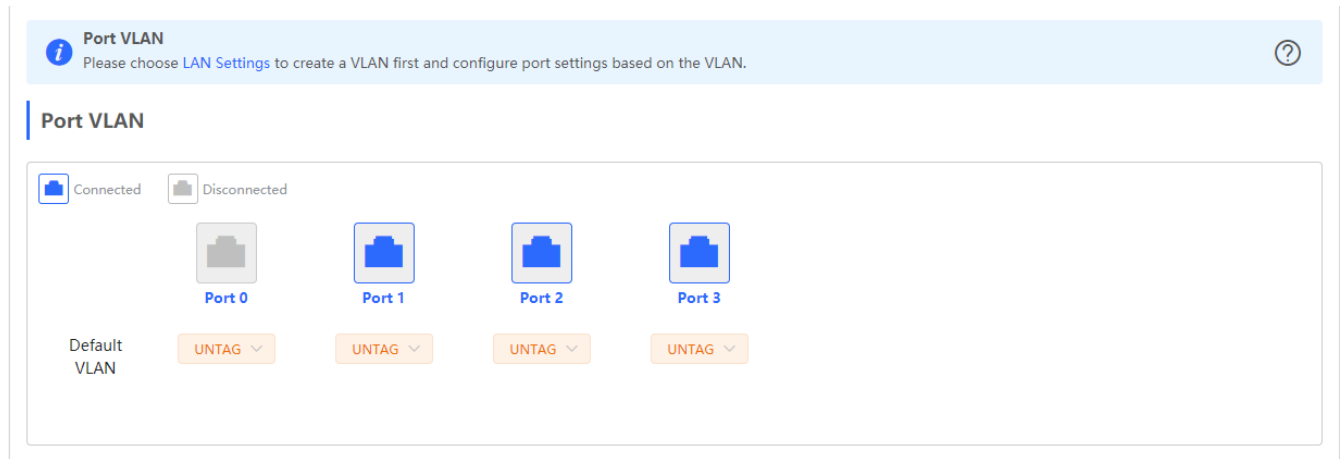 Port VLAN
Please choose LAN Settings to create a VLAN first and configure port settings based on the VLAN.
Port VLAN
Connected Disconnected
Port 0 Port 1 Port 2 Port 3
Default VLAN UNTAG UNTAG UNTAG UNTAG